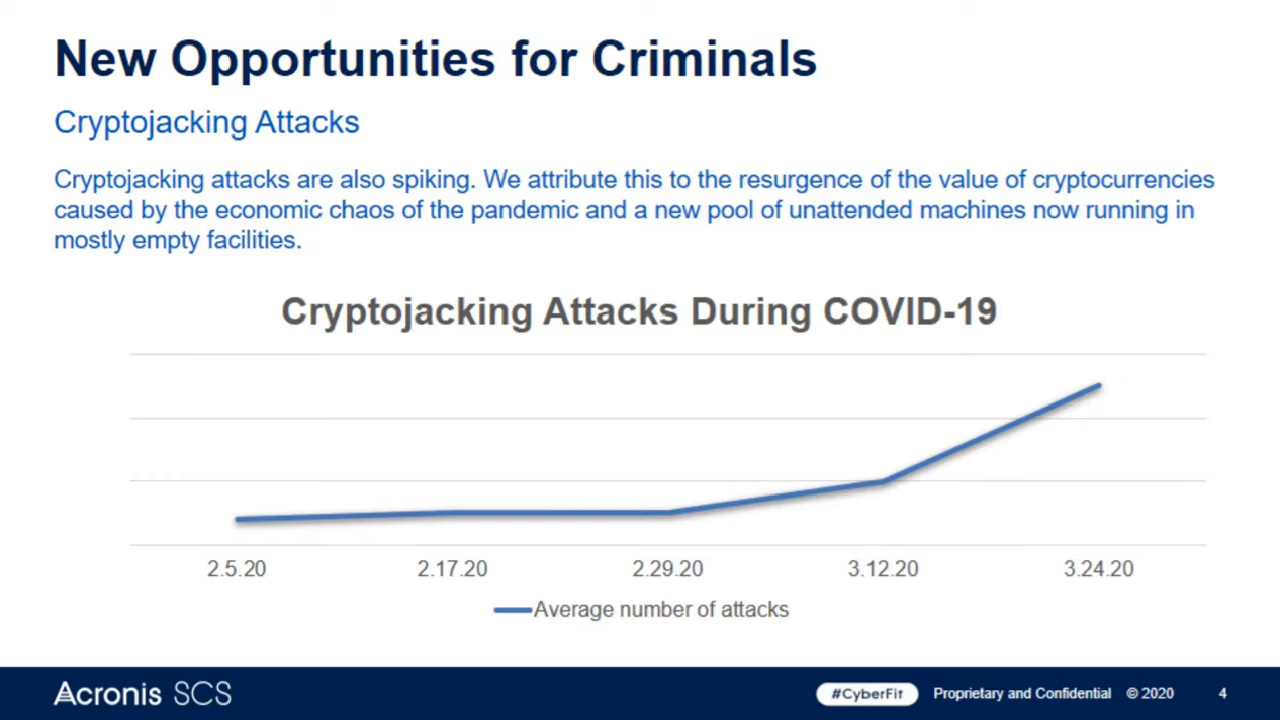 New Opportunities for Criminals
Cryptojacking Attacks
Cryptojacking attacks are also spiking. We attribute this to the resurgence of the value of cryptocurrencies
caused by the economic chaos of the pandemic and a new pool of unattended machines now running in
mostly empty facilities.
Cryptojacking Attacks During COVID-19
2.5.20 2.17.20 2.29.20 3.12.20 3.24.20
Average number of attacks
Acronis SCS #CyberFit Proprietary and Confidential © 2020 4